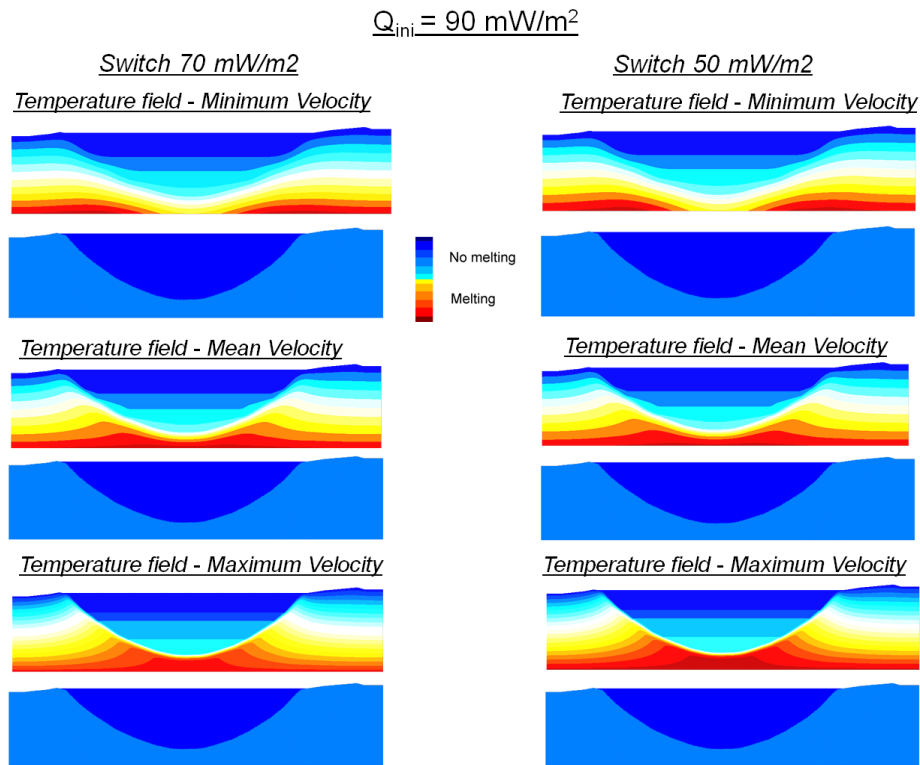 Q_ini = 90 mW/m²
Switch 70 mW/m2
Switch 50 mW/m2
Temperature field - Minimum Velocity
Temperature field - Minimum Velocity
No melting
Melting
Temperature field - Mean Velocity
Temperature field - Mean Velocity
Temperature field - Maximum Velocity
Temperature field - Maximum Velocity